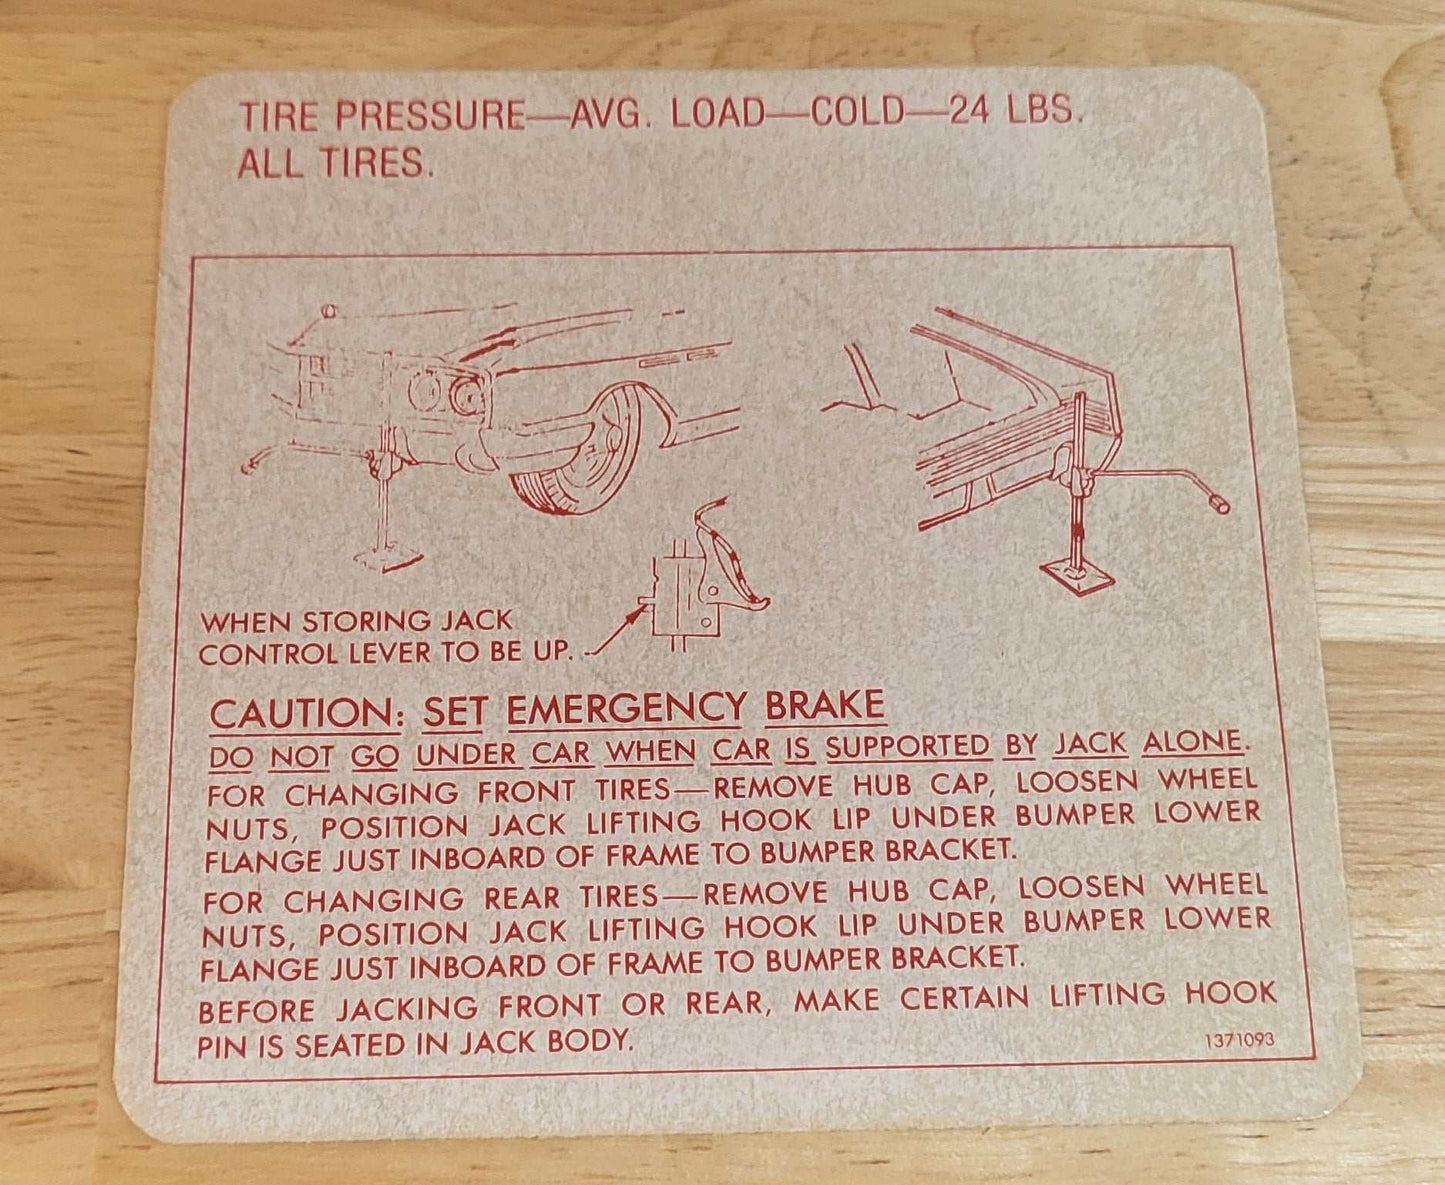 TIRE PRESSURE—AVG. LOAD—COLD—24 LBS.
ALL TIRES.
WHEN STORING JACK
CONTROL LEVER TO BE UP.
CAUTION: SET EMERGENCY BRAKE
DO NOT GO UNDER CAR WHEN CAR IS SUPPORTED BY JACK ALONE.
FOR CHANGING FRONT TIRES—REMOVE HUB CAP, LOOSEN WHEEL
NUTS, POSITION JACK LIFTING HOOK LIP UNDER BUMPER LOWER
FLANGE JUST INBOARD OF FRAME TO BUMPER BRACKET.
FOR CHANGING REAR TIRES—REMOVE HUB CAP, LOOSEN WHEEL
NUTS, POSITION JACK LIFTING HOOK LIP UNDER BUMPER LOWER
FLANGE JUST INBOARD OF FRAME TO BUMPER BRACKET.
BEFORE JACKING FRONT OR REAR, MAKE CERTAIN LIFTING HOOK
PIN IS SEATED IN JACK BODY.
1371093